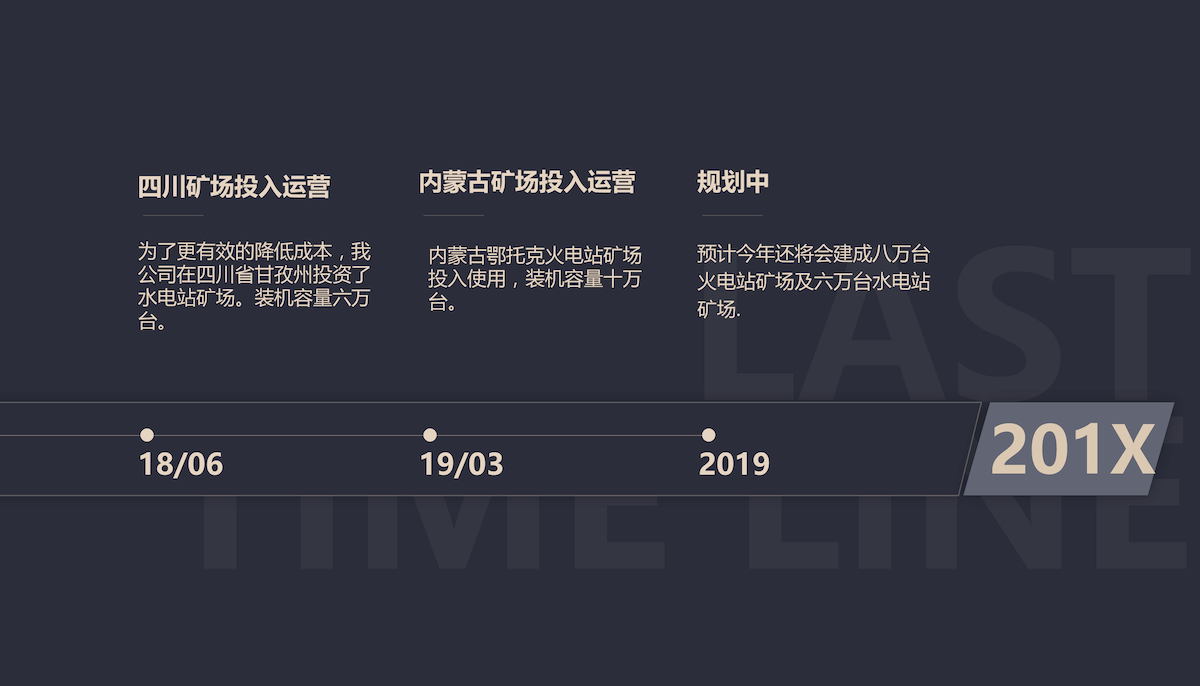 四川矿场投入运营
为了更有效的降低成本，我
公司在四川省甘孜州投资了
水电站矿场。装机容量六万
台。
内蒙古矿场投入运营
内蒙古鄂托克火电站矿场
投入使用，装机容量十万
台。
规划中
预计今年还将会建成八万台
火电站矿场及六万台水电站
矿场.
LAST
TIME LINE
18/06
19/03
2019
201X